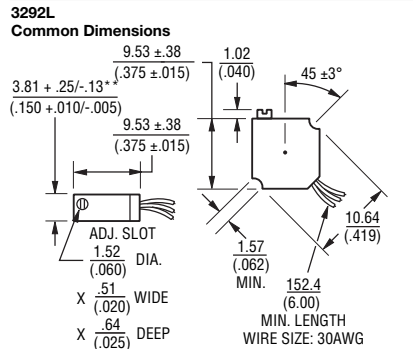 3292L
Common Dimensions
9.53 ±.38
(.375 ±.015)
1.02
(.040)
45 ±3°
3.81 + .25/-.13**
(.150 +.010/-.005)
9.53 ±.38
(.375 ±.015)
ADJ. SLOT
1.52
(.060) DIA.
X .51
(.020) WIDE
X .64
(.025) DEEP
1.57
(.062)
MIN.
10.64
(.419)
152.4
(6.00)
MIN. LENGTH
WIRE SIZE: 30AWG